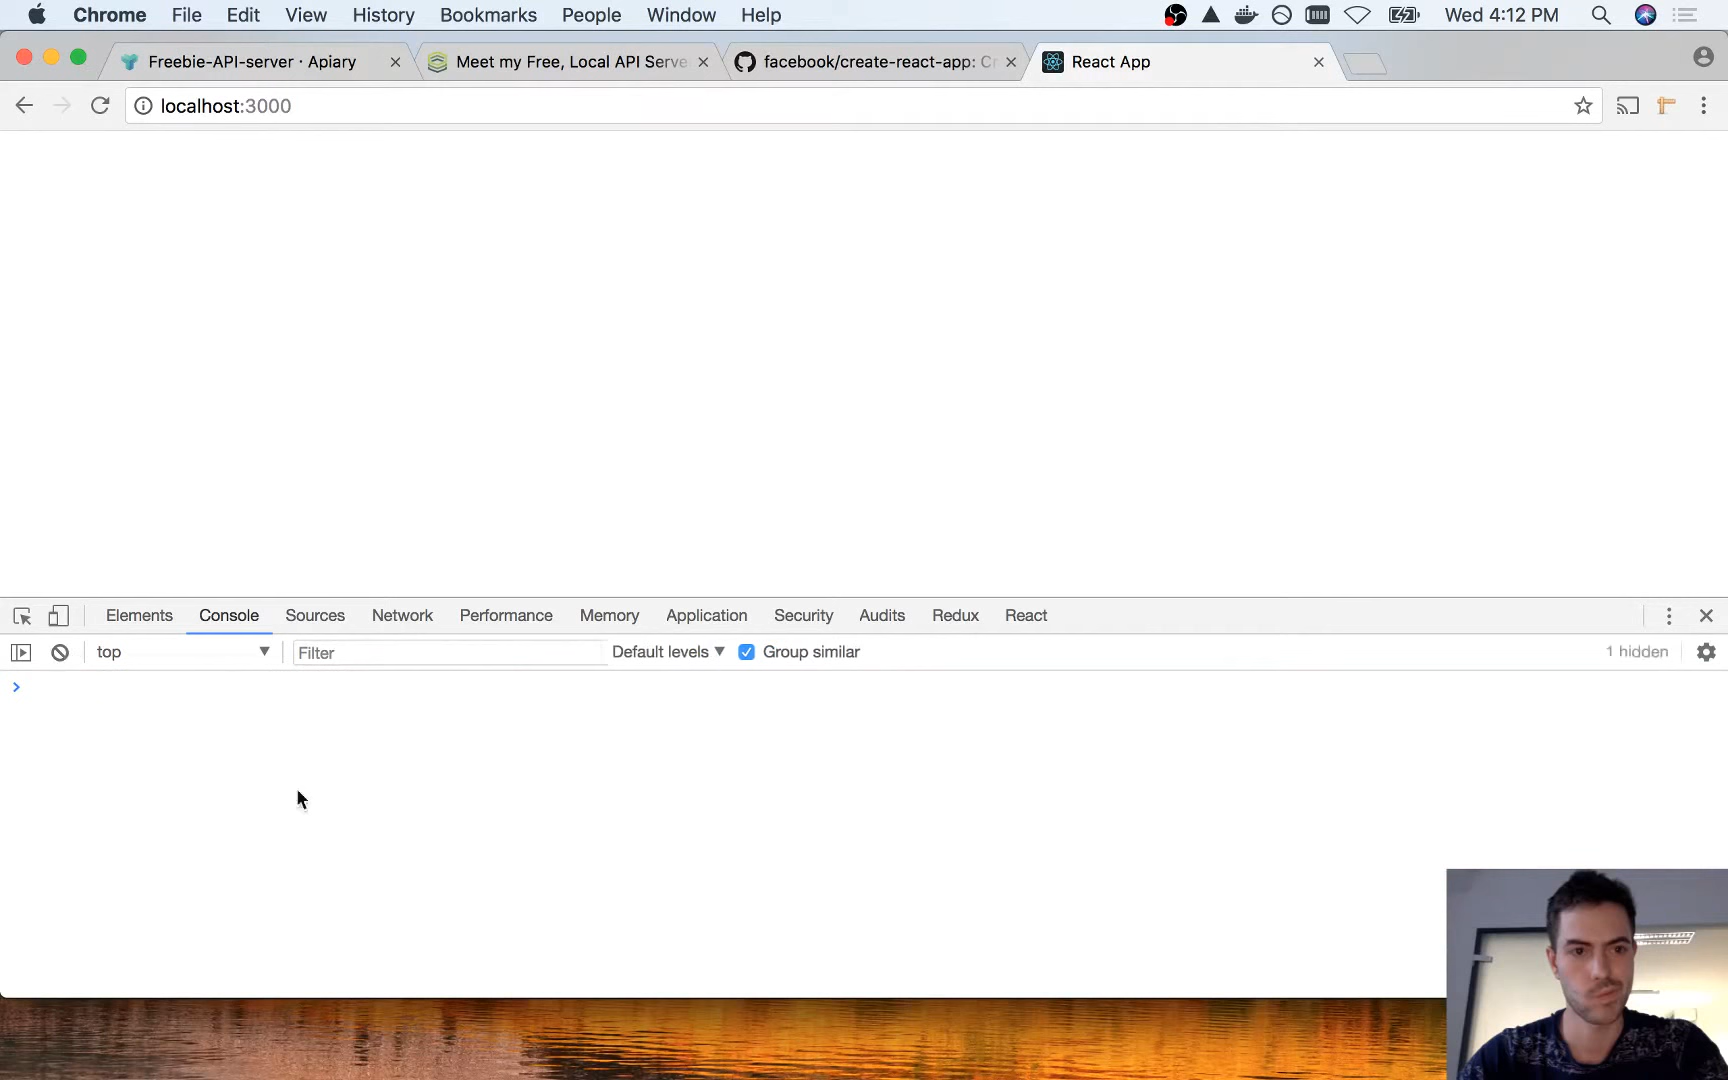 Chrome File Edit View History Bookmarks People Window Help Wed 4:12 PM
Freebie-API-server · Apiary Meet my Free, Local API Serve facebook/create-react-app: Cr React App
localhost:3000
Elements Console Sources Network Performance Memory Application Security Audits Redux React
top Filter Default levels Group similar 1 hidden